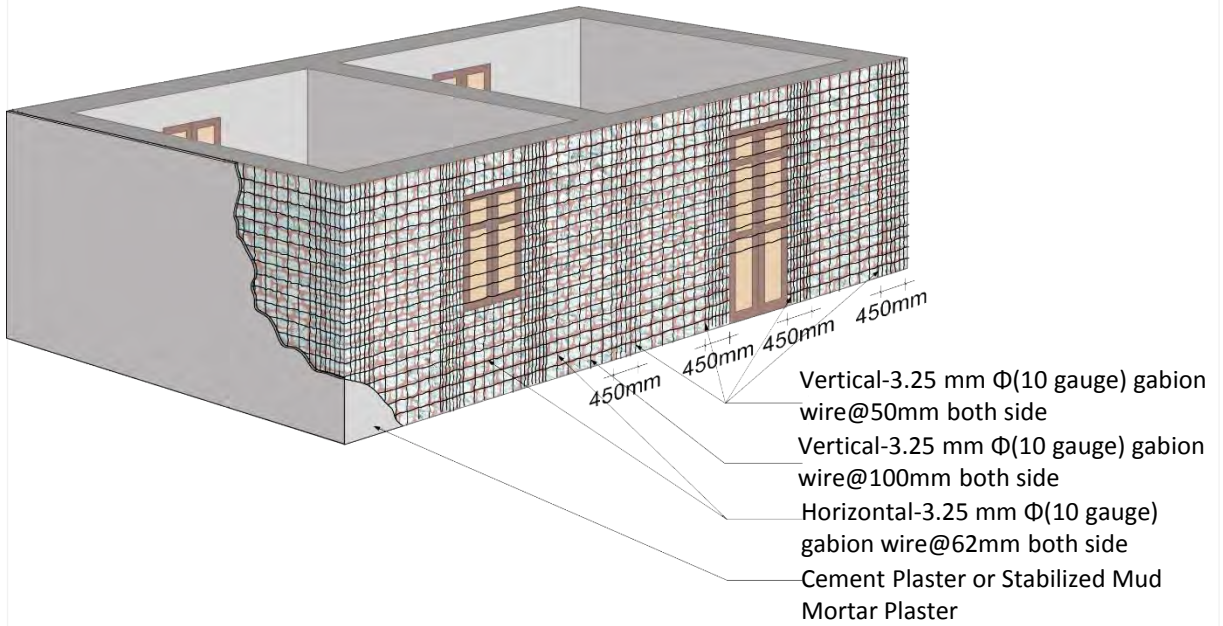 450mm
450mm
450mm
450mm
Vertical-3.25 mm Φ(10 gauge) gabion
wire@50mm both side
Vertical-3.25 mm Φ(10 gauge) gabion
wire@100mm both side
Horizontal-3.25 mm Φ(10 gauge)
gabion wire@62mm both side
Cement Plaster or Stabilized Mud
Mortar Plaster